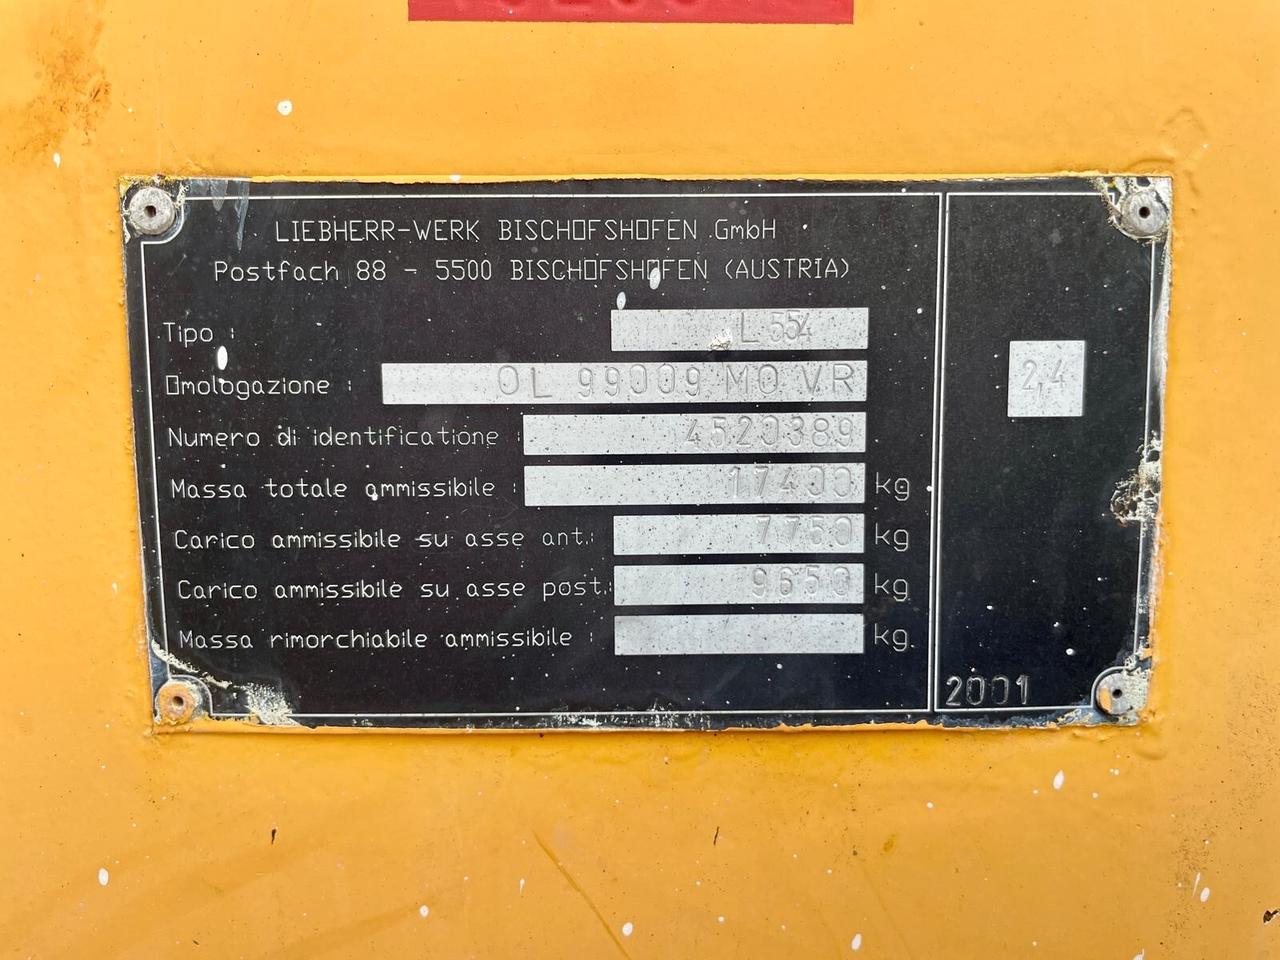 LIEBHERR-WERK BISCHOFSHOFEN GmbH
Postfach 88 - 5500 BISCHOFSHOFEN (AUSTRIA)
Tipo : L 554
Omologazione : OL 99009 MO VR
2,4
Numero di identificatione : 4520389
Massa totale ammissibile : 17400 kg
Carico ammissibile su asse ant.: 7750 kg
Carico ammissibile su asse post.: 9650 kg
Massa rimorchiabile ammissibile : kg
2001